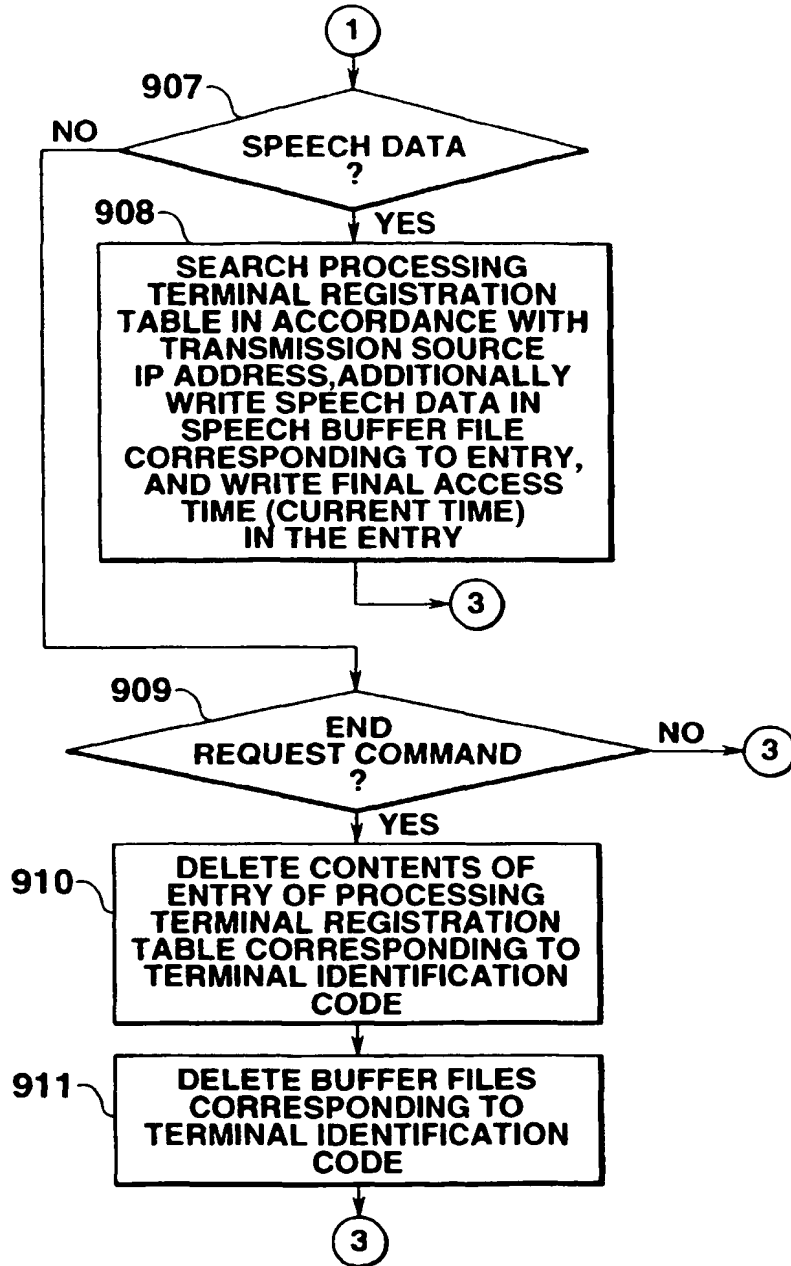 1
907
NO
SPEECH DATA
?
908
YES
SEARCH PROCESSING
TERMINAL REGISTRATION
TABLE IN ACCORDANCE WITH
TRANSMISSION SOURCE
IP ADDRESS,ADDITIONALLY
WRITE SPEECH DATA IN
SPEECH BUFFER FILE
CORRESPONDING TO ENTRY,
AND WRITE FINAL ACCESS
TIME (CURRENT TIME)
IN THE ENTRY
3
909
END
REQUEST COMMAND
?
NO
3
YES
910
DELETE CONTENTS OF
ENTRY OF PROCESSING
TERMINAL REGISTRATION
TABLE CORRESPONDING TO
TERMINAL IDENTIFICATION
CODE
911
DELETE BUFFER FILES
CORRESPONDING TO
TERMINAL IDENTIFICATION
CODE
3